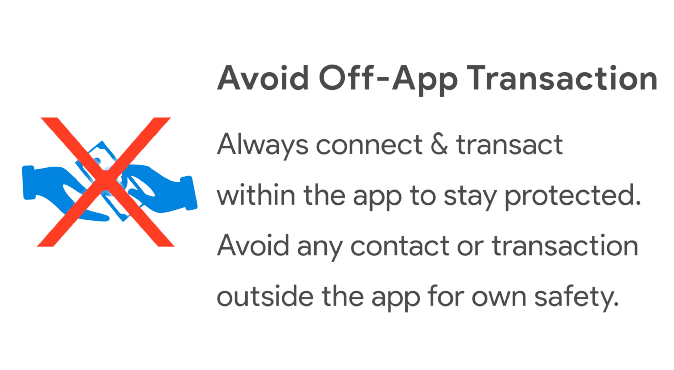 Avoid Off-App Transaction
Always connect & transact
within the app to stay protected.
Avoid any contact or transaction
outside the app for own safety.